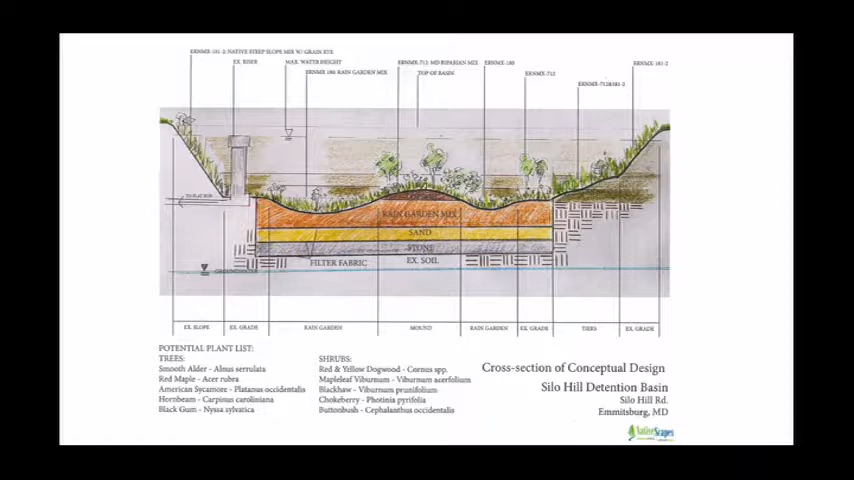 ERNMX-181-2: NATIVE STEEP SLOPE MIX W/ GRAIN RYE
EX. RISER
MAX. WATER HEIGHT
ERNMX-180: RAIN GARDEN MIX
ERNMX-712: MD RIPARIAN MIX
TOP OF BASIN
ERNMX-180
ERNMX-712
ERNMX-181-2
RAIN GARDEN MIX
SAND
STONE
FILTER FABRIC
EX. SOIL
EX. SLOPE
EX. GRADE
RAIN GARDEN
MOUND
RAIN GARDEN
EX. GRADE
TIERS
EX. GRADE
POTENTIAL PLANT LIST:
TREES:
Smooth Alder - Alnus serrulata
Red Maple - Acer rubra
American Sycamore - Platanus occidentalis
Hornbeam - Carpinus caroliniana
Black Gum - Nyssa sylvatica
SHRUBS:
Red & Yellow Dogwood - Cornus spp.
Mapleleaf Viburnum - Viburnum acerfolium
Blackhaw - Viburnum prunifolium
Chokeberry - Photinia pyrifolia
Buttonbush - Cephalanthus occidentalis
Cross-section of Conceptual Design
Silo Hill Detention Basin
Silo Hill Rd.
Emmitsburg, MD
NativeScapes